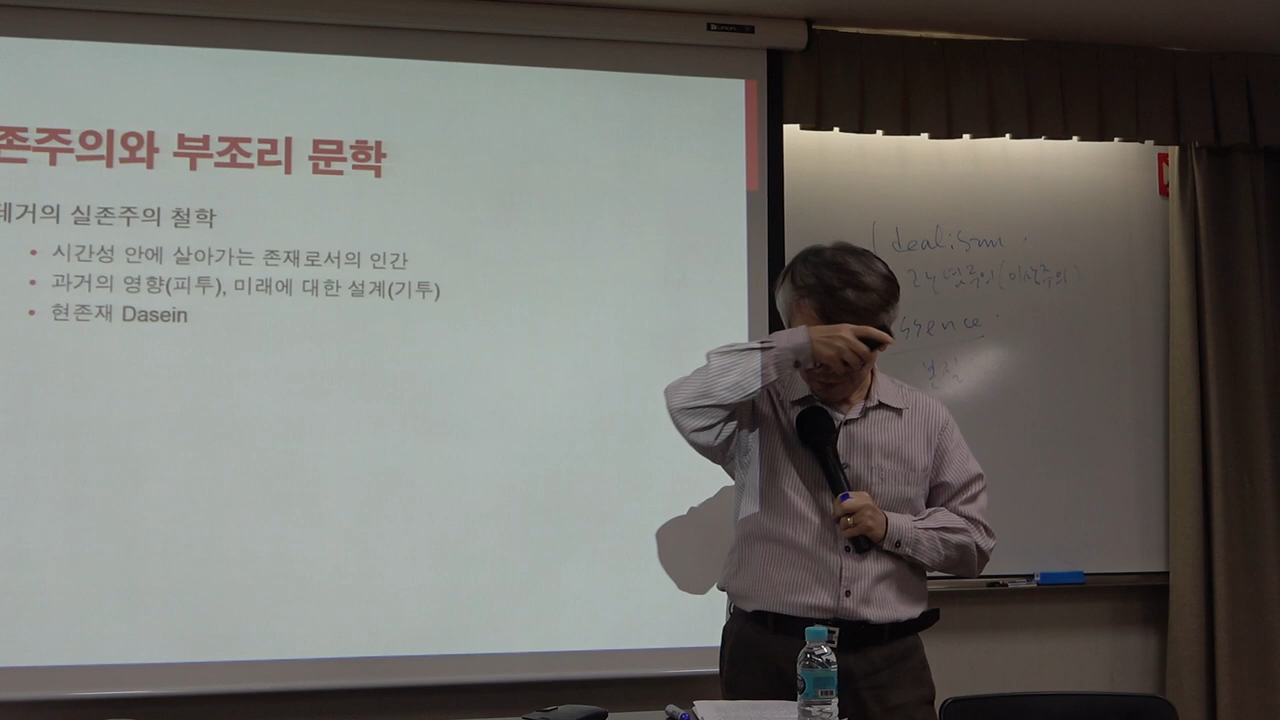 존주의와 부조리 문학
데거의 실존주의 철학
• 시간성 안에 살아가는 존재로서의 인간
• 과거의 영향(피투), 미래에 대한 설계(기투)
• 현존재 Dasein
Idealism
(이상주의)
ssence
본질